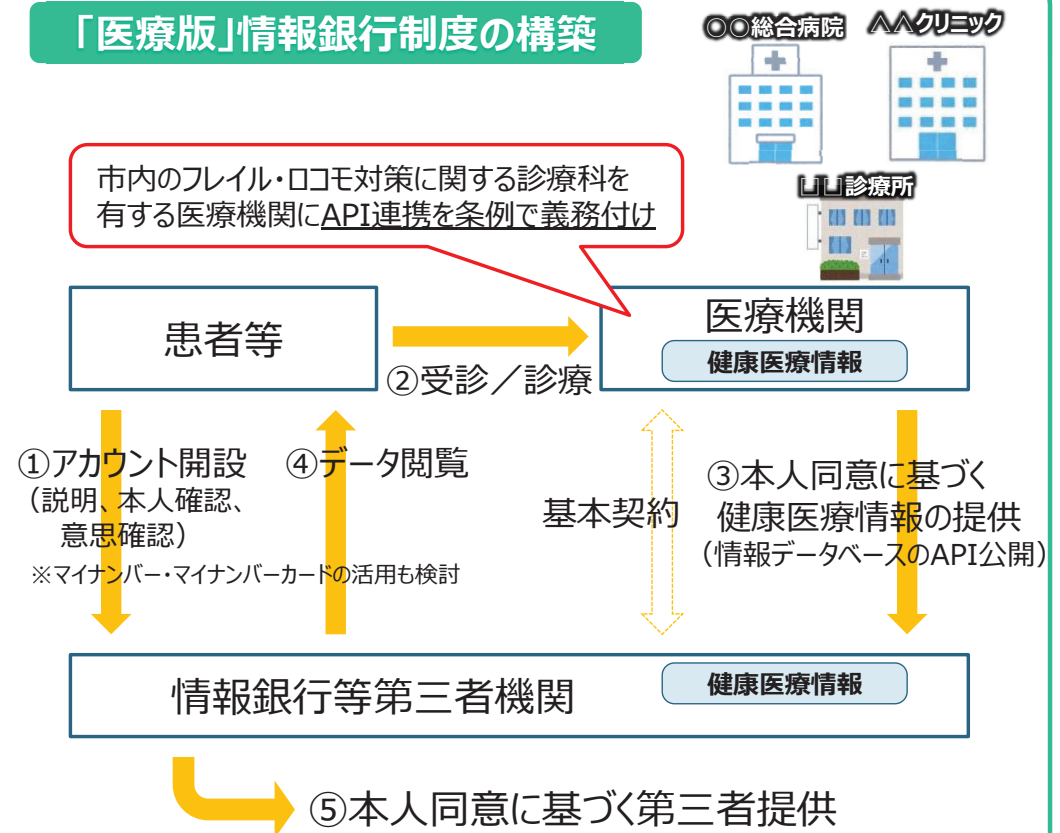 「医療版」情報銀行制度の構築
○○総合病院
△△クリニック
□□診療所
市内のフレイル・ロコモ対策に関する診療科を
有する医療機関にAPI連携を条例で義務付け
患者等
医療機関
健康医療情報
②受診／診療
①アカウント開設
（説明、本人確認、
意思確認）
※マイナンバー・マイナンバーカードの活用も検討
④データ閲覧
基本契約
③本人同意に基づく
健康医療情報の提供
（情報データベースのAPI公開）
情報銀行等第三者機関
健康医療情報
⑤本人同意に基づく第三者提供